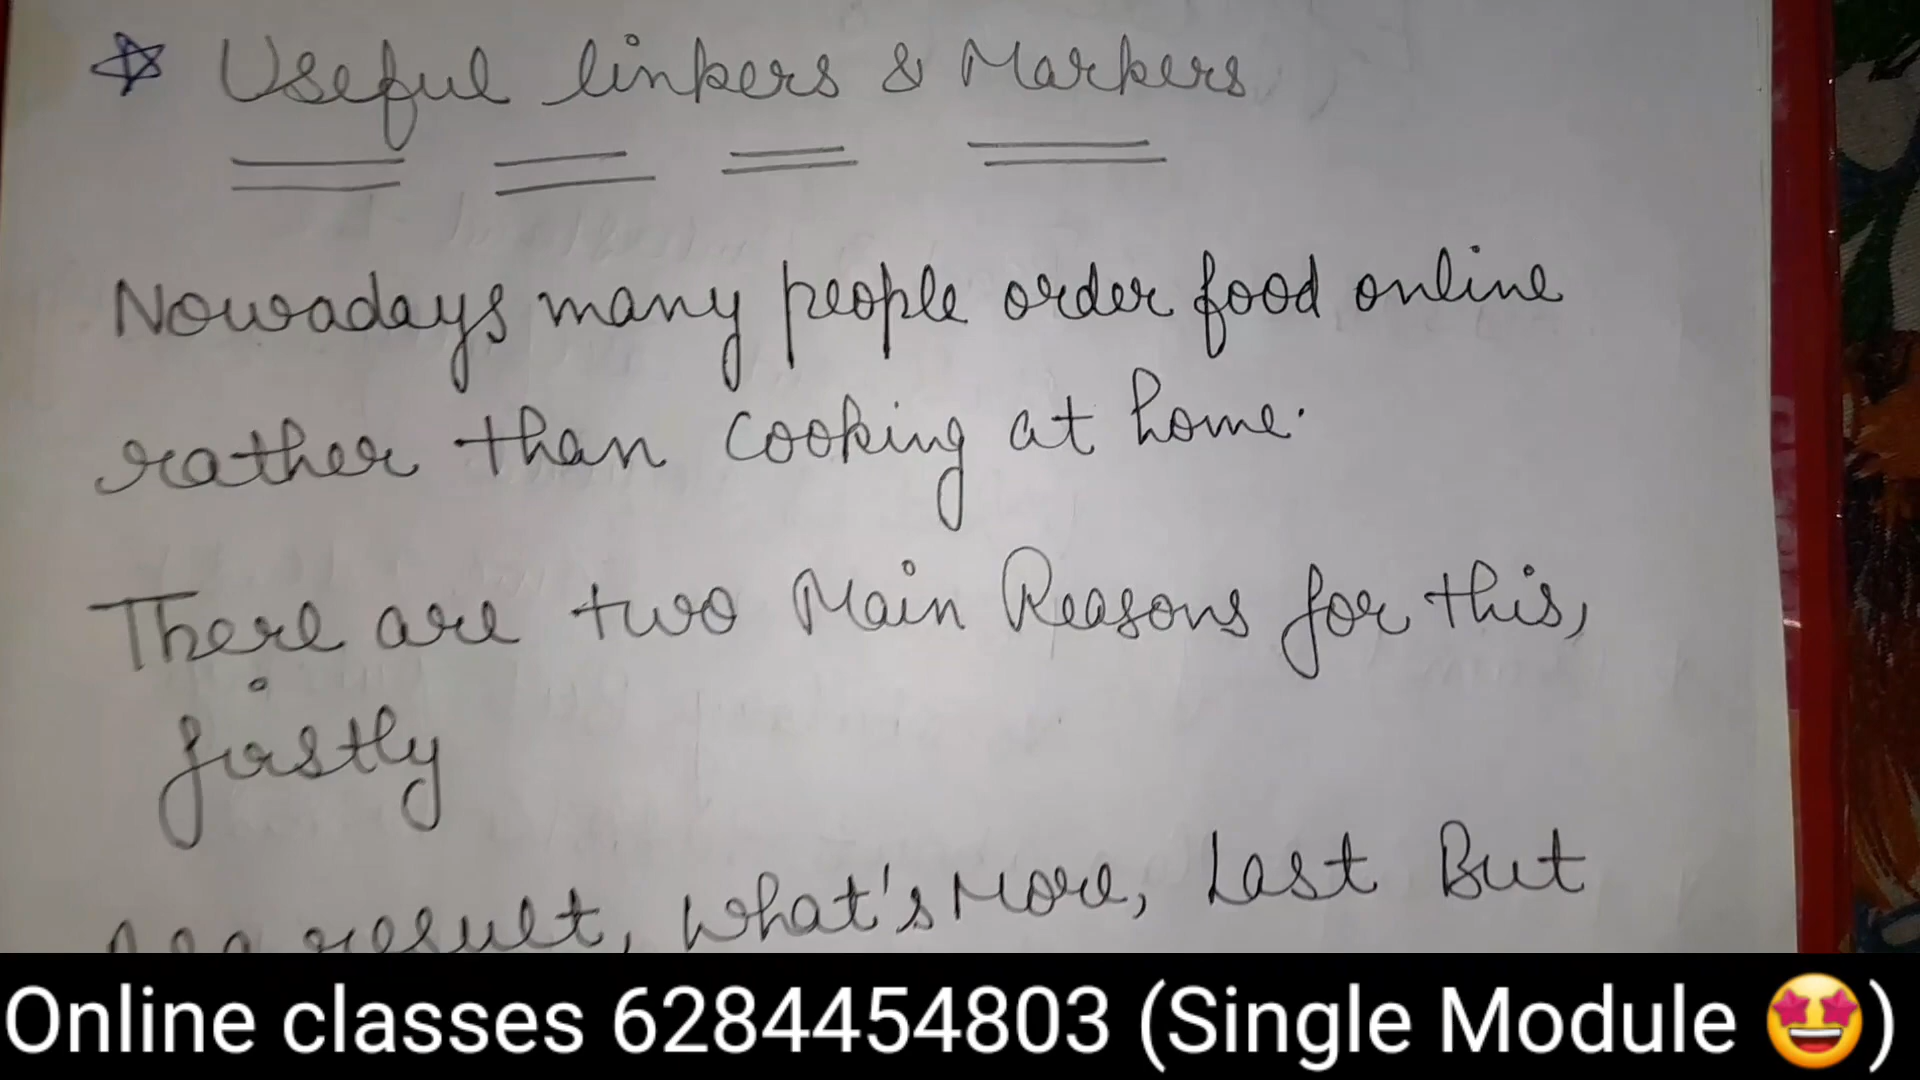 Useful linkers & Markers
Nowadays many people order food online
rather than cooking at home.
There are two Main Reasons for this,
firstly
As a result, What's More, Last But
Online classes 6284454803 (Single Module 🤩)